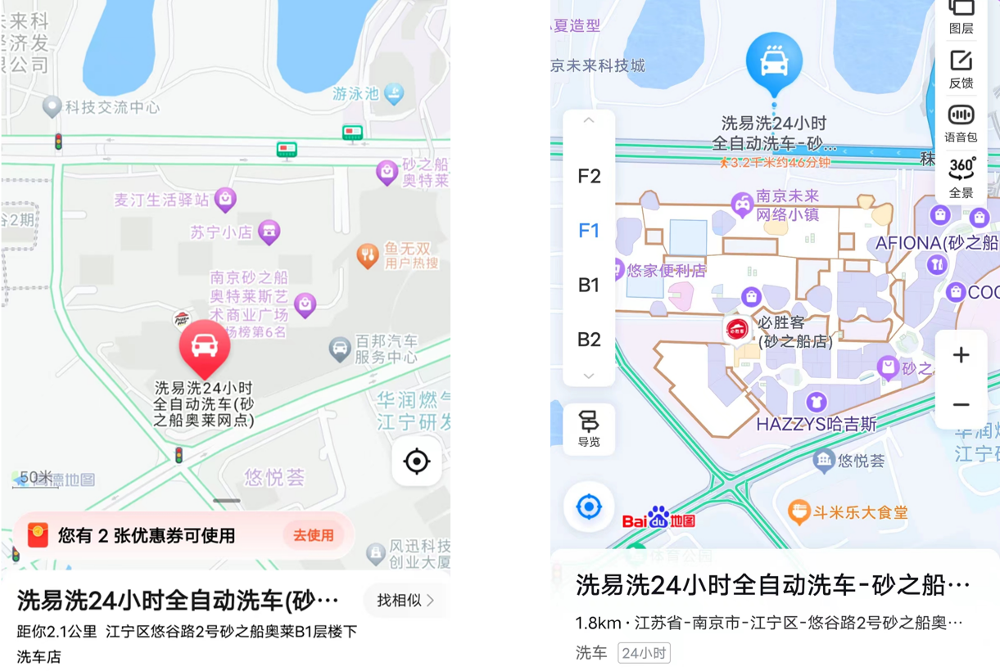 未来科
经济发
限公司
科技交流中心
游泳池
砂之船
奥特莱
麦汀生活驿站
苏宁小店
谷2期
鱼无双
用户热搜
南京砂之船
奥特莱斯艺
术商业广场
场榜第6名
百邦汽车
服务中心
洗易洗24小时
全自动洗车(砂
之船奥莱网点)
华润燃气
江宁研发
50米
高德地图
悠悦荟
您有 2 张优惠券可使用
去使用
风迅科技
创业大厦
洗易洗24小时全自动洗车(砂…
找相似
距你2.1公里 江宁区悠谷路2号砂之船奥莱B1层楼下
洗车店
小夏造型
京未来科技城
图层
反馈
语音包
360°
全景
洗易洗24小时
全自动洗车-砂...
3.2千米约46分钟
秣
F2
F1
B1
B2
导览
南京未来
网络小镇
AFIONA(砂之船
悠家便利店
COC
必胜客
必胜客
(砂之船店)
砂之
HAZZYS哈吉斯
华润燃
江宁研
悠悦荟
斗米乐大食堂
Bai du 地图
体育公园
洗易洗24小时全自动洗车-砂之船…
1.8km · 江苏省-南京市-江宁区-悠谷路2号砂之船奥…
洗车 24小时